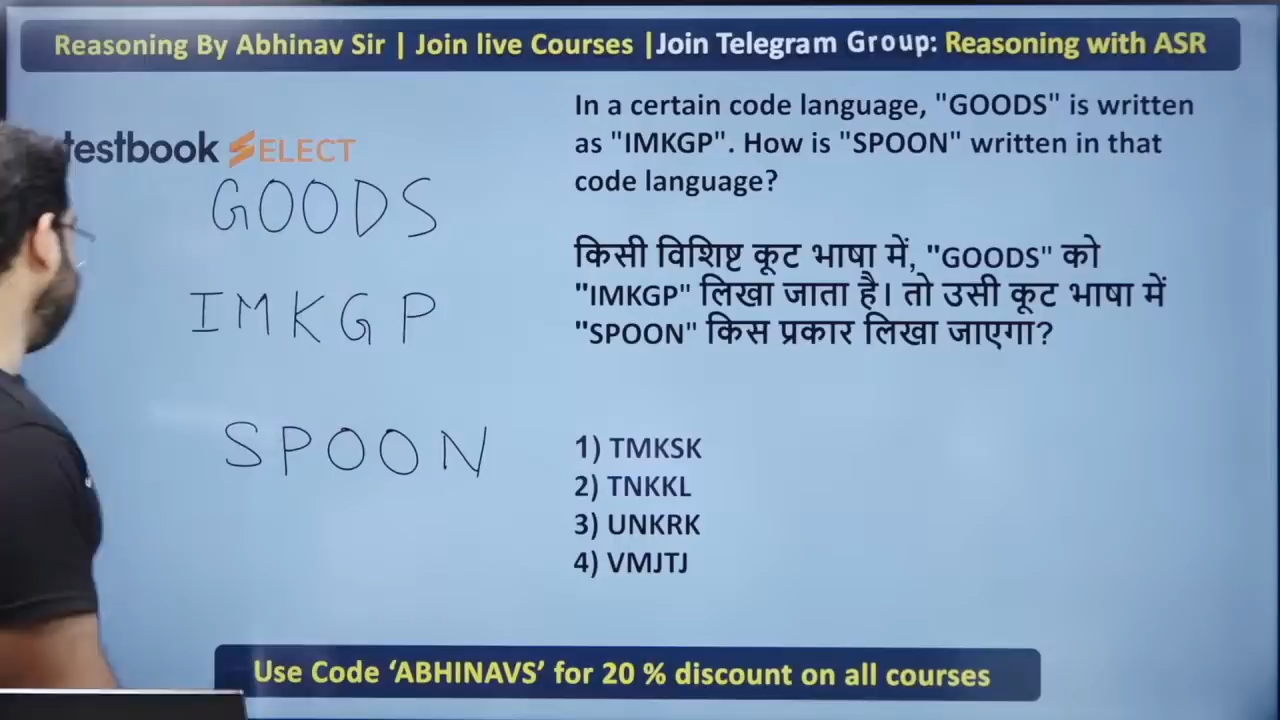 Reasoning By Abhinav Sir | Join live Courses |Join Telegram Group: Reasoning with ASR
testbook SELECT
GOODS
IMKGP
SPOON
In a certain code language, "GOODS" is written
as "IMKGP". How is "SPOON" written in that
code language?
किसी विशिष्ट कूट भाषा में, "GOODS" को
"IMKGP" लिखा जाता है। तो उसी कूट भाषा में
"SPOON" किस प्रकार लिखा जाएगा?
1) TMKSK
2) TNKKL
3) UNKRK
4) VMJTJ
Use Code ‘ABHINAVS’ for 20 % discount on all courses